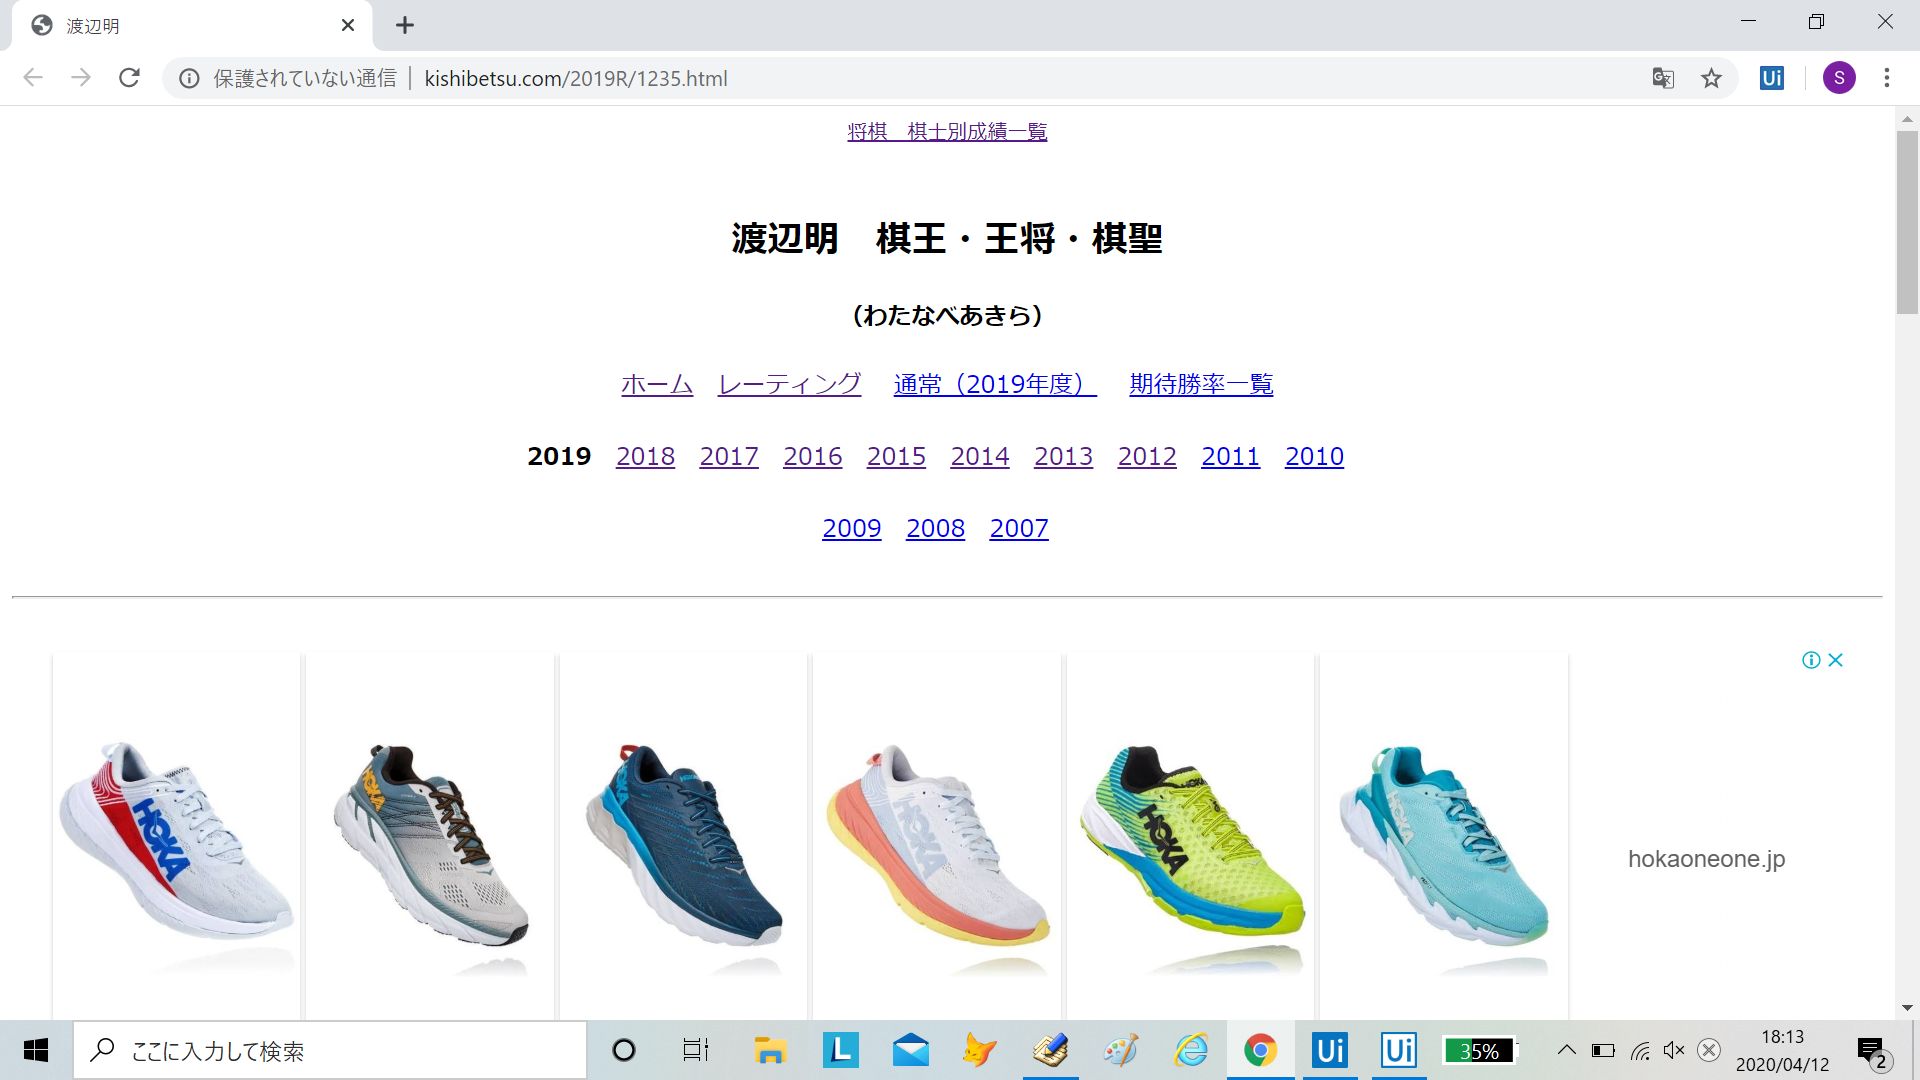 渡辺明
保護されていない通信 | kishibetsu.com/2019R/1235.html
Ui
S
将棋　棋士別成績一覧
渡辺明　棋王・王将・棋聖
（わたなべあきら）
ホーム　レーティング　通常（2019年度）　期待勝率一覧
2019 2018 2017 2016 2015 2014 2013 2012 2011 2010
2009 2008 2007
HOKA
HOKA
HOKA
HOKA
HOKA
HOKA
hokaoneone.jp
ここに入力して検索
L
Ui
Ui
35%
18:13
2020/04/12
2